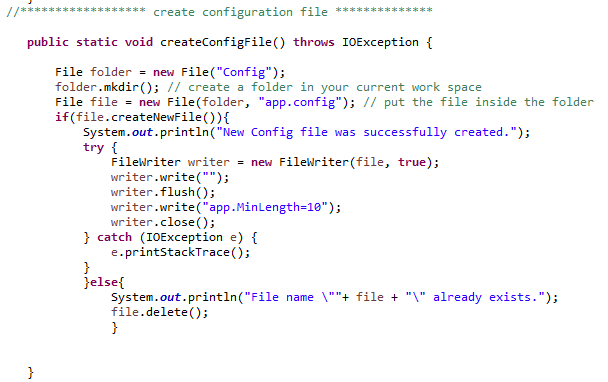 }
//****************** create configuration file **************
public static void createConfigFile() throws IOException {
File folder = new File("Config");
folder.mkdir(); // create a folder in your current work space
File file = new File(folder, "app.config"); // put the file inside the folder
if(file.createNewFile()){
System.out.println("New Config file was successfully created.");
try {
FileWriter writer = new FileWriter(file, true);
writer.write("");
writer.flush();
writer.write("app.MinLength=10");
writer.close();
} catch (IOException e) {
e.printStackTrace();
}
}else{
System.out.println("File name \""+ file + "\" already exists.");
file.delete();
}
}